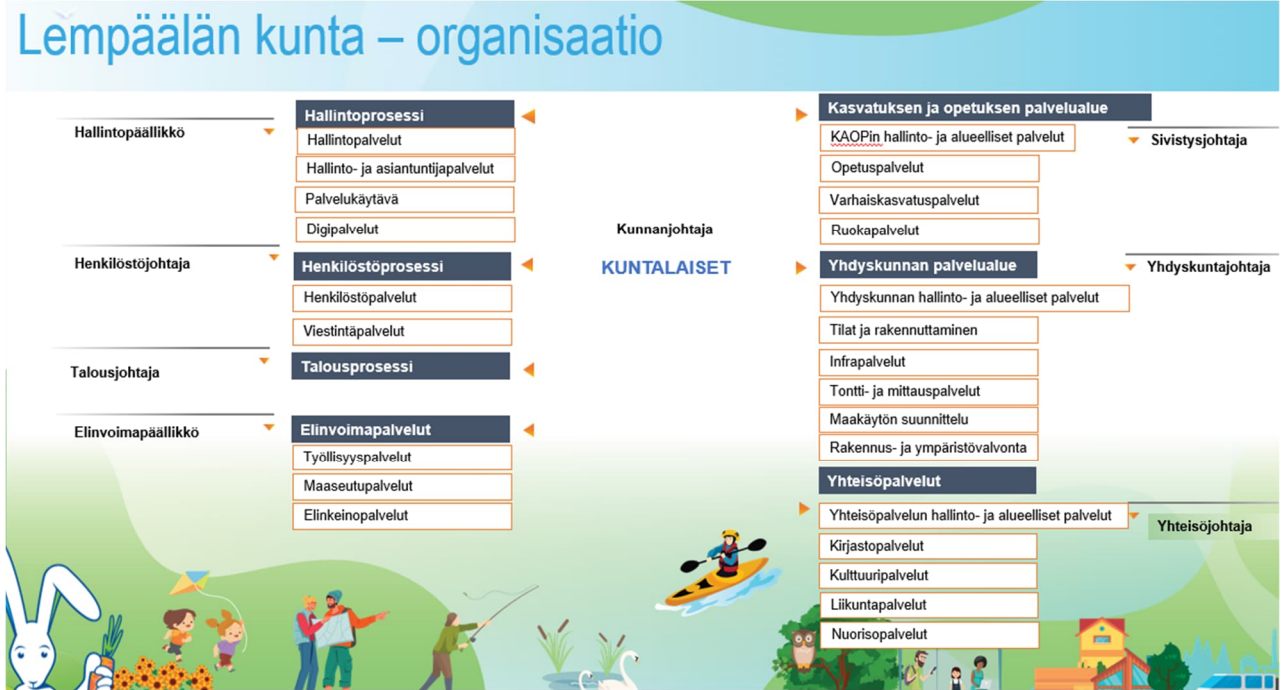 Lempäälän kunta – organisaatio
Hallintopäällikkö
Hallintoprosessi
Hallintopalvelut
Hallinto- ja asiantuntijapalvelut
Palvelukäytävä
Digipalvelut
Henkilöstöjohtaja
Henkilöstöprosessi
Henkilöstöpalvelut
Viestintäpalvelut
Talousjohtaja
Talousprosessi
Elinvoimapäällikkö
Elinvoimapalvelut
Työllisyyspalvelut
Maaseutupalvelut
Elinkeinopalvelut
Kunnanjohtaja
KUNTALAISET
Kasvatuksen ja opetuksen palvelualue
KAOPin hallinto- ja alueelliset palvelut
Sivistysjohtaja
Opetuspalvelut
Varhaiskasvatuspalvelut
Ruokapalvelut
Yhdyskunnan palvelualue
Yhdyskuntajohtaja
Yhdyskunnan hallinto- ja alueelliset palvelut
Tilat ja rakennuttaminen
Infrapalvelut
Tontti- ja mittauspalvelut
Maakäytön suunnittelu
Rakennus- ja ympäristövalvonta
Yhteisöpalvelut
Yhteisöpalvelun hallinto- ja alueelliset palvelut
Yhteisöjohtaja
Kirjastopalvelut
Kulttuuripalvelut
Liikuntapalvelut
Nuorisopalvelut